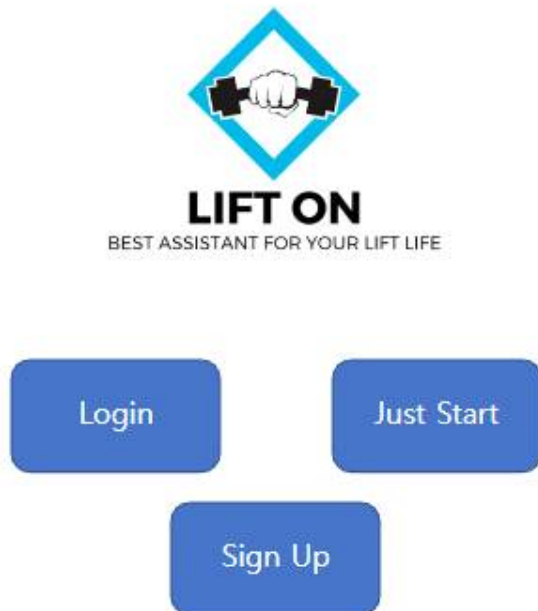 LIFT ON
BEST ASSISTANT FOR YOUR LIFT LIFE
Login
Just Start
Sign Up